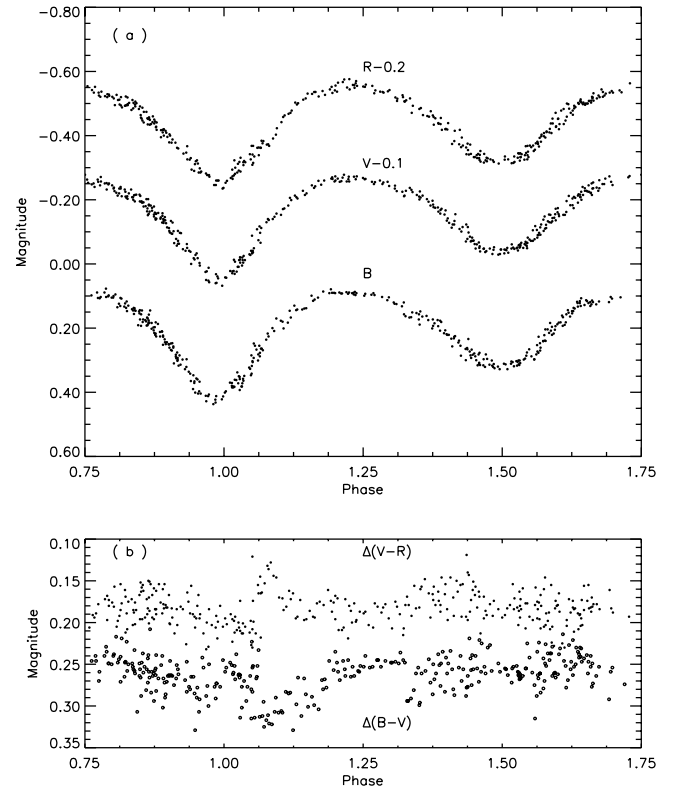 ( a )
R−0.2
V−0.1
B
−0.80
−0.60
−0.40
−0.20
0.00
0.20
0.40
0.60
Magnitude
0.75 1.00 1.25 1.50 1.75
Phase
( b )
Δ(V−R)
Δ(B−V)
0.10
0.15
0.20
0.25
0.30
0.35
Magnitude
0.75 1.00 1.25 1.50 1.75
Phase